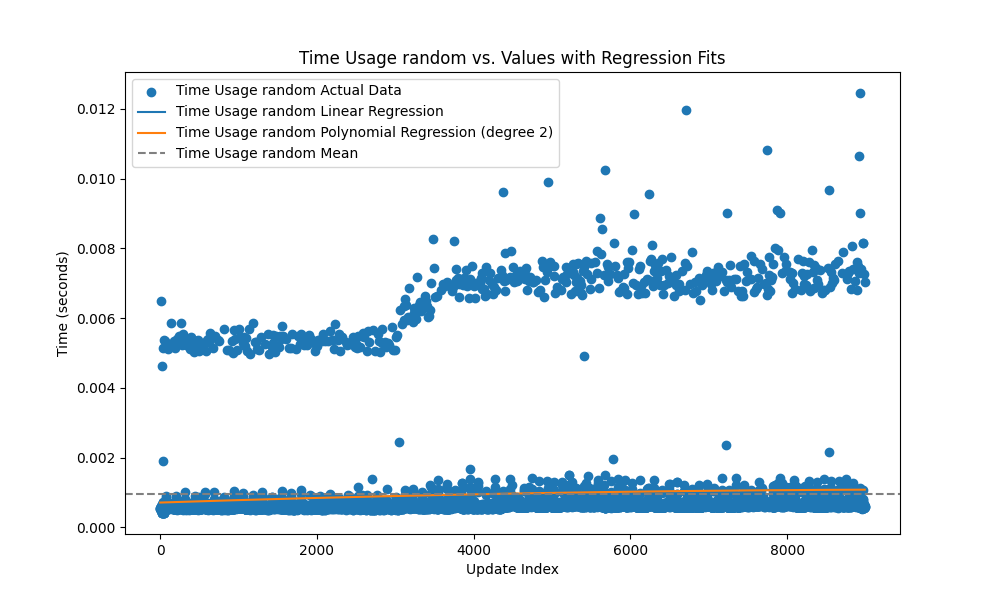 Time Usage random vs. Values with Regression Fits
Time Usage random Actual Data
Time Usage random Linear Regression
Time Usage random Polynomial Regression (degree 2)
Time Usage random Mean
Time (seconds)
0.012
0.010
0.008
0.006
0.004
0.002
0.000
0 2000 4000 6000 8000
Update Index